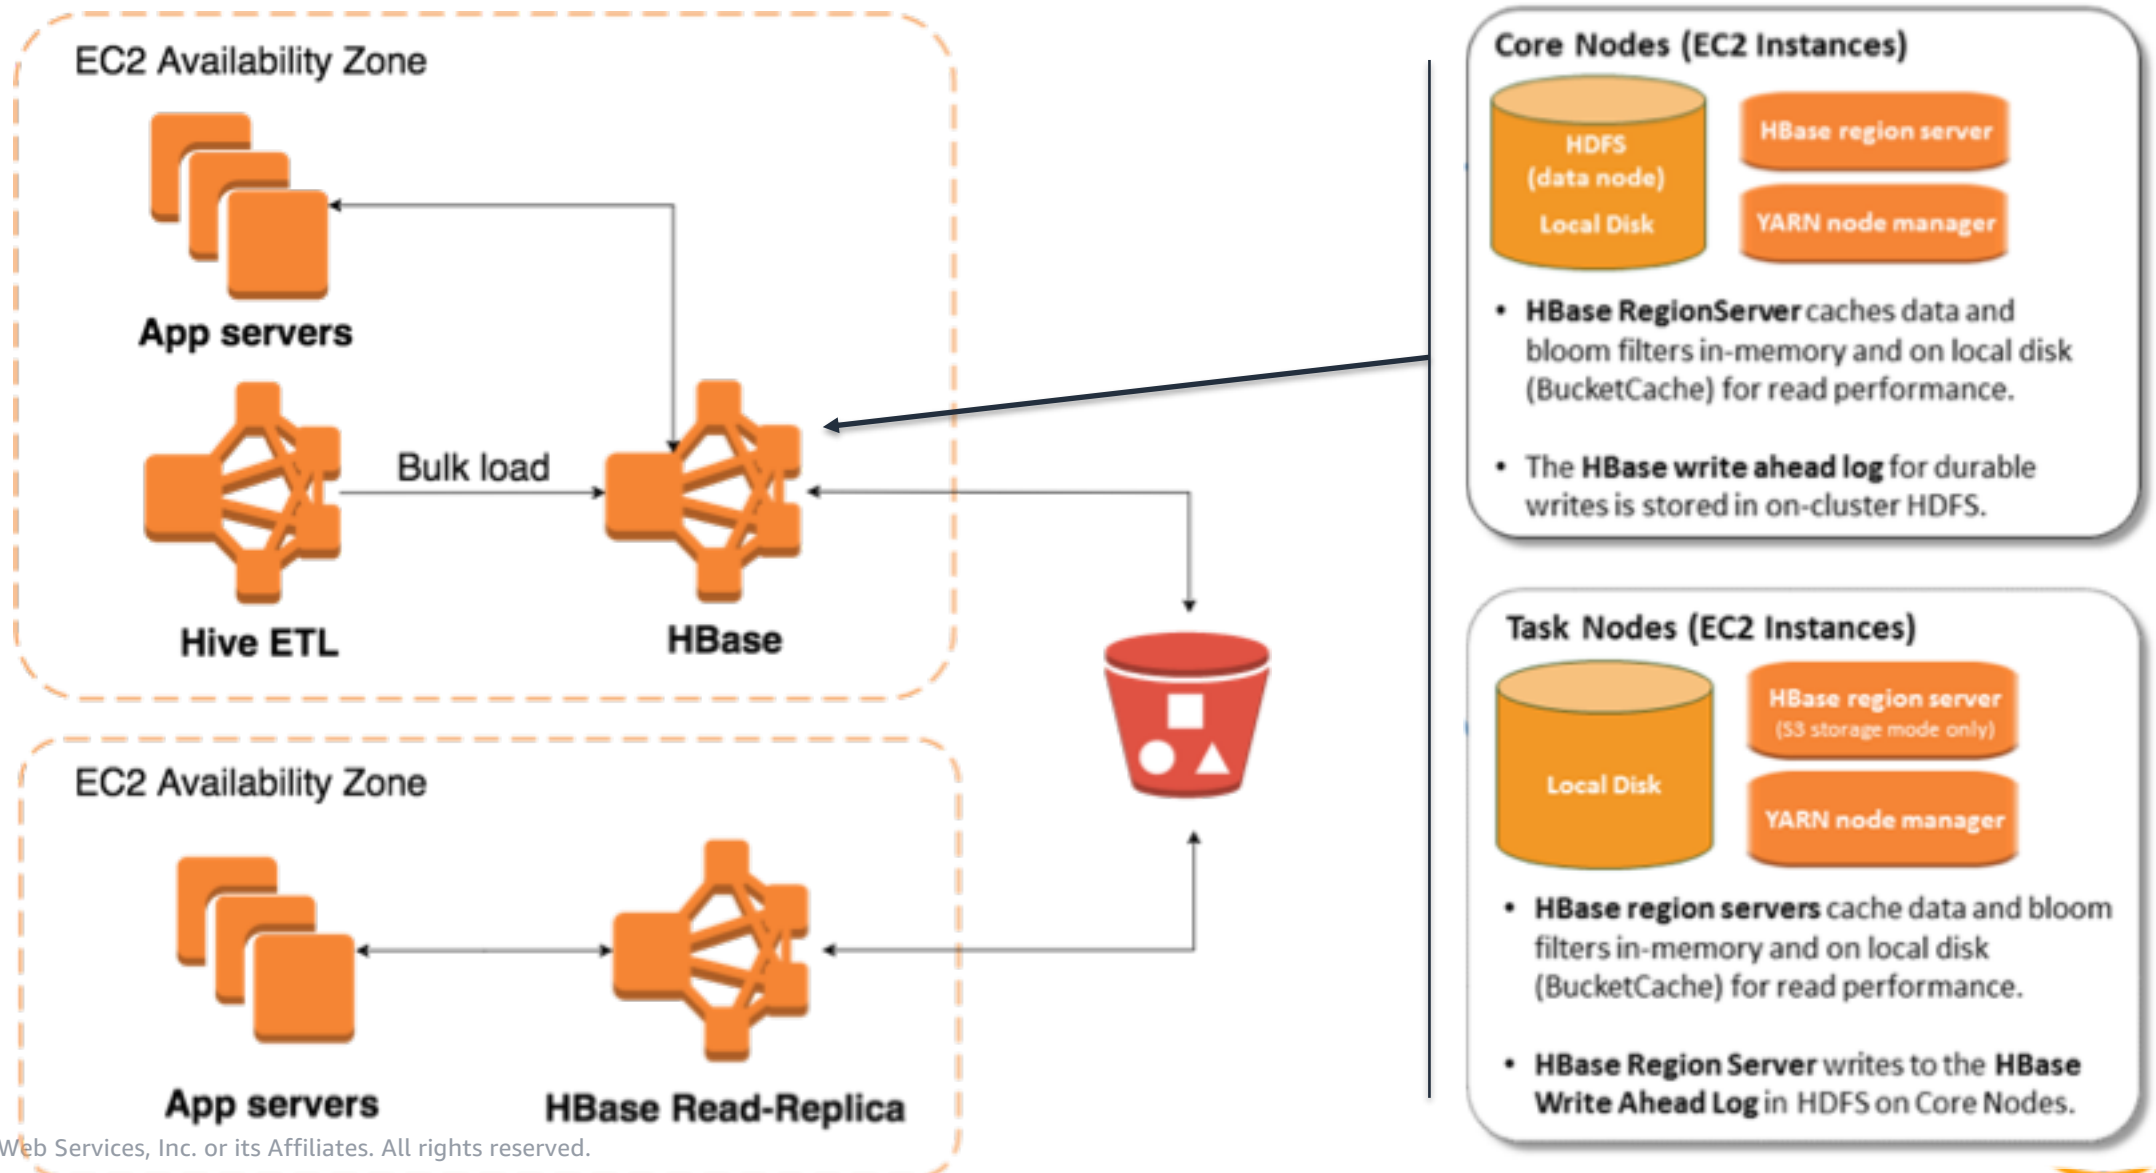 EC2 Availability Zone
App servers
Bulk load
Hive ETL
HBase
EC2 Availability Zone
App servers
HBase Read-Replica
Web Services, Inc. or its Affiliates. All rights reserved.
Core Nodes (EC2 Instances)
HDFS
(data node)
Local Disk
HBase region server
YARN node manager
• HBase RegionServer caches data and
bloom filters in-memory and on local disk
(BucketCache) for read performance.
• The HBase write ahead log for durable
writes is stored in on-cluster HDFS.
Task Nodes (EC2 Instances)
Local Disk
HBase region server
(S3 storage mode only)
YARN node manager
• HBase region servers cache data and bloom
filters in-memory and on local disk
(BucketCache) for read performance.
• HBase Region Server writes to the HBase
Write Ahead Log in HDFS on Core Nodes.